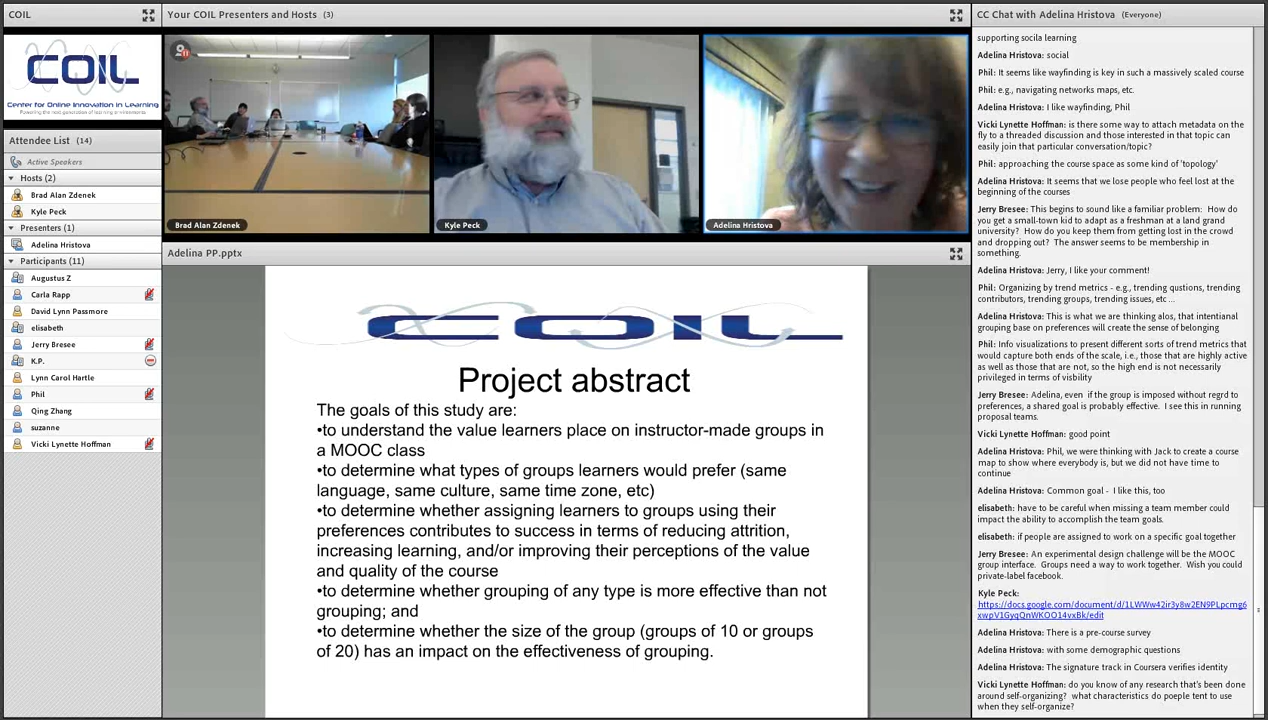 COIL
COIL
Center for Online Innovation in Learning
Powering the next generation of learning environments
Attendee List (14)
Active Speakers
Hosts (2)
Brad Alan Zdenek
Kyle Peck
Presenters (1)
Adelina Hristova
Participants (11)
Augustus Z
Carla Rapp
David Lynn Passmore
elisabeth
Jerry Bresee
K.P.
Lynn Carol Hartle
Phil
Qing Zhang
suzanne
Vicki Lynette Hoffman
Your COIL Presenters and Hosts (3)
Brad Alan Zdenek
Kyle Peck
Adelina Hristova
Adelina PP.pptx
COIL
Project abstract
The goals of this study are:
•to understand the value learners place on instructor-made groups in
a MOOC class
•to determine what types of groups learners would prefer (same
language, same culture, same time zone, etc)
•to determine whether assigning learners to groups using their
preferences contributes to success in terms of reducing attrition,
increasing learning, and/or improving their perceptions of the value
and quality of the course
•to determine whether grouping of any type is more effective than not
grouping; and
•to determine whether the size of the group (groups of 10 or groups
of 20) has an impact on the effectiveness of grouping.
CC Chat with Adelina Hristova (Everyone)
supporting socila learning
Adelina Hristova: social
Phil: It seems like wayfinding is key in such a massively scaled course
Phil: e.g., navigating networks maps, etc.
Adelina Hristova: I like wayfinding, Phil
Vicki Lynette Hoffman: is there some way to attach metadata on the
fly to a threaded discussion and those interested in that topic can
easily join that particular conversation/topic?
Phil: approaching the course space as some kind of 'topology'
Adelina Hristova: It seems that we lose people who feel lost at the
beginning of the courses
Jerry Bresee: This begins to sound like a familiar problem: How do
you get a small-town kid to adapt as a freshman at a land grand
university? How do you keep them from getting lost in the crowd
and dropping out? The answer seems to be membership in
something.
Adelina Hristova: Jerry, I like your comment!
Phil: Organizing by trend metrics - e.g., trending qustions, trending
contributors, trending groups, trending issues, etc ...
Adelina Hristova: This is what we are thinking alos, that intentianal
grouping base on preferences will create the sense of belonging
Phil: Info visualizations to present different sorts of trend metrics that
would capture both ends of the scale, i.e., those that are highly active
as well as those that are not, so the high end is not necessarily
privileged in terms of visbility
Jerry Bresee: Adelina, even if the group is imposed without regrd to
preferences, a shared goal is probably effective. I see this in running
proposal teams.
Vicki Lynette Hoffman: good point
Adelina Hristova: Phil, we were thinking with Jack to create a course
map to show where everybody is, but we did not have time to
continue
Adelina Hristova: Common goal - I like this, too
elisabeth: have to be careful when missing a team member could
impact the ability to accomplish the team goals.
elisabeth: if people are assigned to work on a specific goal together
Jerry Bresee: An experimental design challenge will be the MOOC
group interface. Groups need a way to work together. Wish you could
private-label facebook.
Kyle Peck:
https://docs.google.com/document/d/1LWWw42ir3y8w2EN9PLpcmg6
xwpV1GyqQnWKOO14vxBk/edit
Adelina Hristova: There is a pre-course survey
Adelina Hristova: with some demographic questions
Adelina Hristova: The signature track in Coursera verifies identity
Vicki Lynette Hoffman: do you know of any research that's been done
around self-organizing? what characteristics do poeple tent to use
when they self-organize?